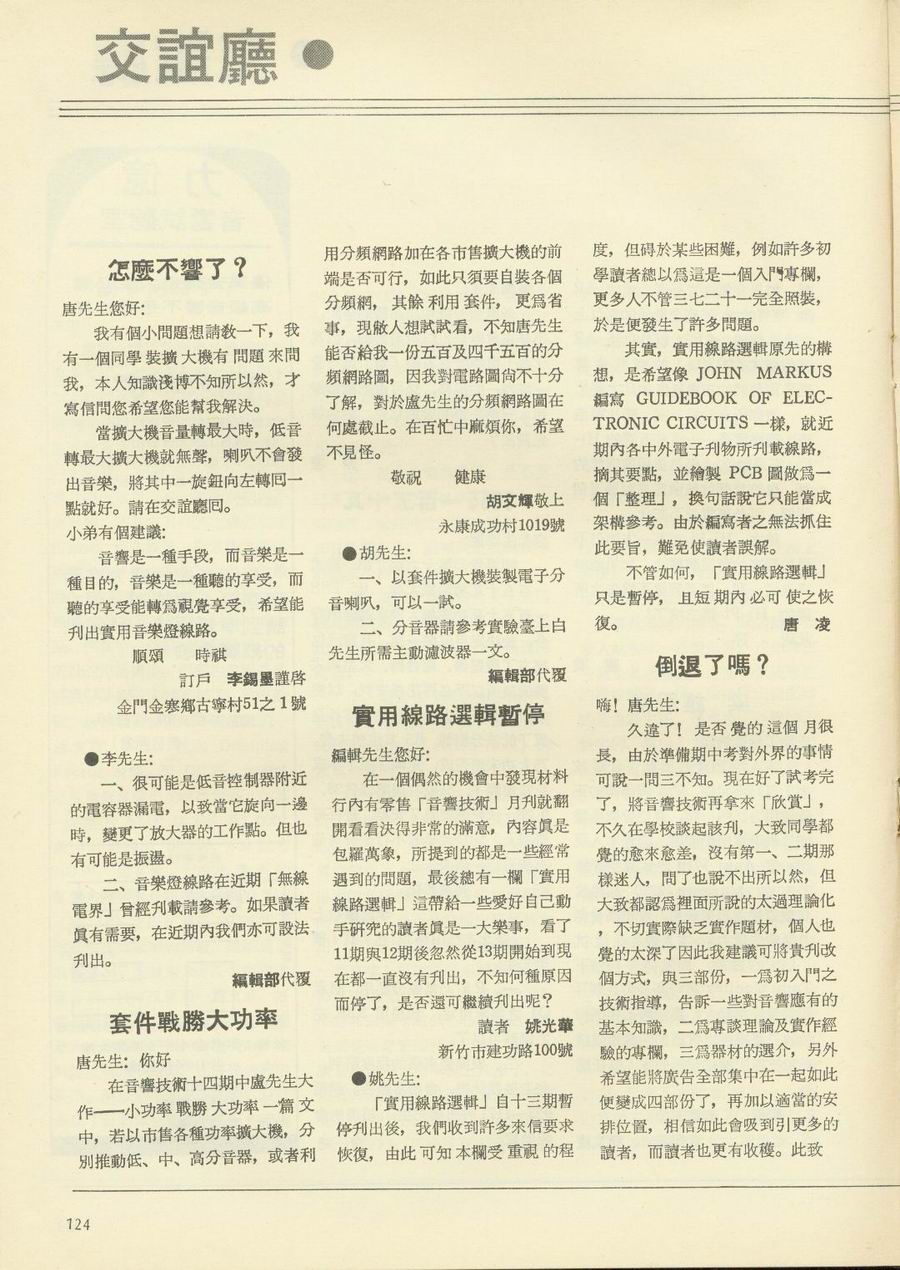 交誼廳●
怎麼不響了？
唐先生您好:
我有個小問題想請教一下，我
有一個同學裝擴大機有問題來問
我，本人知識淺博不知所以然，才
寫信問您希望您能幫我解決。
當擴大機音量轉最大時，低音
轉最大擴大機就無聲，喇叭不會發
出音樂，將其中一旋鈕向左轉囘一
點就好。請在交誼廳囘。
小弟有個建議:
音響是一種手段，而音樂是一
種目的，音樂是一種聽的享受，而
聽的享受能轉爲視覺享受，希望能
刋出實用音樂燈線路。
順頌　時祺
訂戶　李錫墨謹啓
金門金寒鄉古寧村51之1號
●李先生:
一、很可能是低音控制器附近
的電容器漏電，以致當它旋向一邊
時，變更了放大器的工作點。但也
有可能是振盪。
二、音樂燈線路在近期「無線
電界」曾經刋載請參考。如果讀者
眞有需要，在近期內我們亦可設法
刋出。
編輯部代覆
套件戰勝大功率
唐先生：你好
在音響技術十四期中盧先生大
作——小功率戰勝大功率一篇文
中，若以市售各種功率擴大機，分
別推動低、中、高分音器，或者利
用分頻網路加在各市售擴大機的前
端是否可行，如此只須要自裝各個
分頻網，其餘利用套件，更爲省
事，現敝人想試試看，不知唐先生
能否給我一份五百及四千五百的分
頻網路圖，因我對電路圖尙不十分
了解，對於盧先生的分頻網路圖在
何處截止。在百忙中麻煩你，希望
不見怪。
敬祝　健康
胡文輝敬上
永康成功村1019號
●胡先生:
一、以套件擴大機裝製電子分
音喇叭，可以一試。
二、分音器請參考實驗臺上白
先生所需主動濾波器一文。
編輯部代覆
實用線路選輯暫停
編輯先生您好:
在一個偶然的機會中發現材料
行內有零售「音響技術」月刋就翻
開看看決得非常的滿意，內容眞是
包羅萬象，所提到的都是一些經常
遇到的問題，最後總有一欄「實用
線路選輯」這帶給一些愛好自己動
手研究的讀者眞是一大樂事，看了
11期與12期後忽然從13期開始到現
在都一直沒有刋出，不知何種原因
而停了，是否還可繼續刋出呢？
讀者　姚光華
新竹市建功路100號
●姚先生:
「實用線路選輯」自十三期暫
停刋出後，我們收到許多來信要求
恢復，由此可知本欄受重視的程
度，但碍於某些困難，例如許多初
學讀者總以爲這是一個入門專欄，
更多人不管三七二十一完全照裝，
於是便發生了許多問題。
其實，實用線路選輯原先的構
想，是希望像 JOHN MARKUS
編寫 GUIDEBOOK OF ELEC-
TRONIC CIRCUITS 一樣，就近
期內各中外電子刋物所刋載線路，
摘其要點，並繪製 PCB 圖做爲一
個「整理」，換句話說它只能當成
架構參考。由於編寫者之無法抓住
此要旨，難免使讀者誤解。
不管如何，「實用線路選輯」
只是暫停，且短期內必可使之恢
復。　唐　凌
倒退了嗎？
嗨！唐先生:
久違了！是否覺的這個月很
長，由於準備期中考對外界的事情
可說一問三不知。現在好了試考完
了，將音響技術再拿來「欣賞」，
不久在學校談起該刋，大致同學都
覺的愈來愈差，沒有第一、二期那
樣迷人，問了也說不出所以然，但
大致都認爲裡面所說的太過理論化
，不切實際缺乏實作題材，個人也
覺的太深了因此我建議可將貴刋改
個方式，與三部份，一爲初入門之
技術指導，告訴一些對音響應有的
基本知識，二爲專談理論及實作經
驗的專欄，三爲器材的選介，另外
希望能將廣告全部集中在一起如此
便變成四部份了，再加以適當的安
排位置，相信如此會吸到引更多的
讀者，而讀者也更有收穫。此致
124